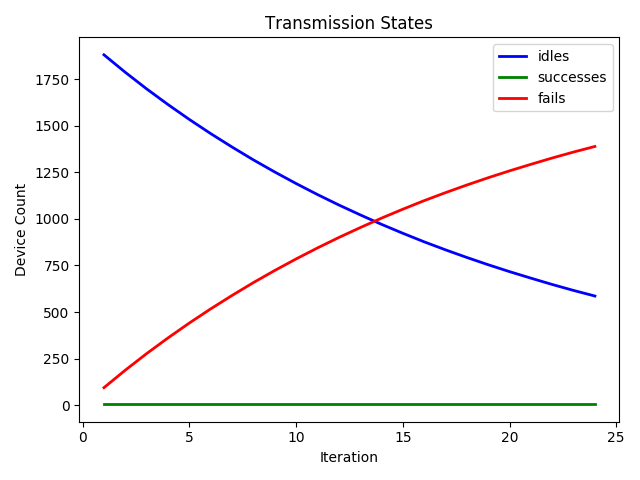 Transmission States
idles
successes
fails
Device Count
1750
1500
1250
1000
750
500
250
0
0 5 10 15 20 25
Iteration